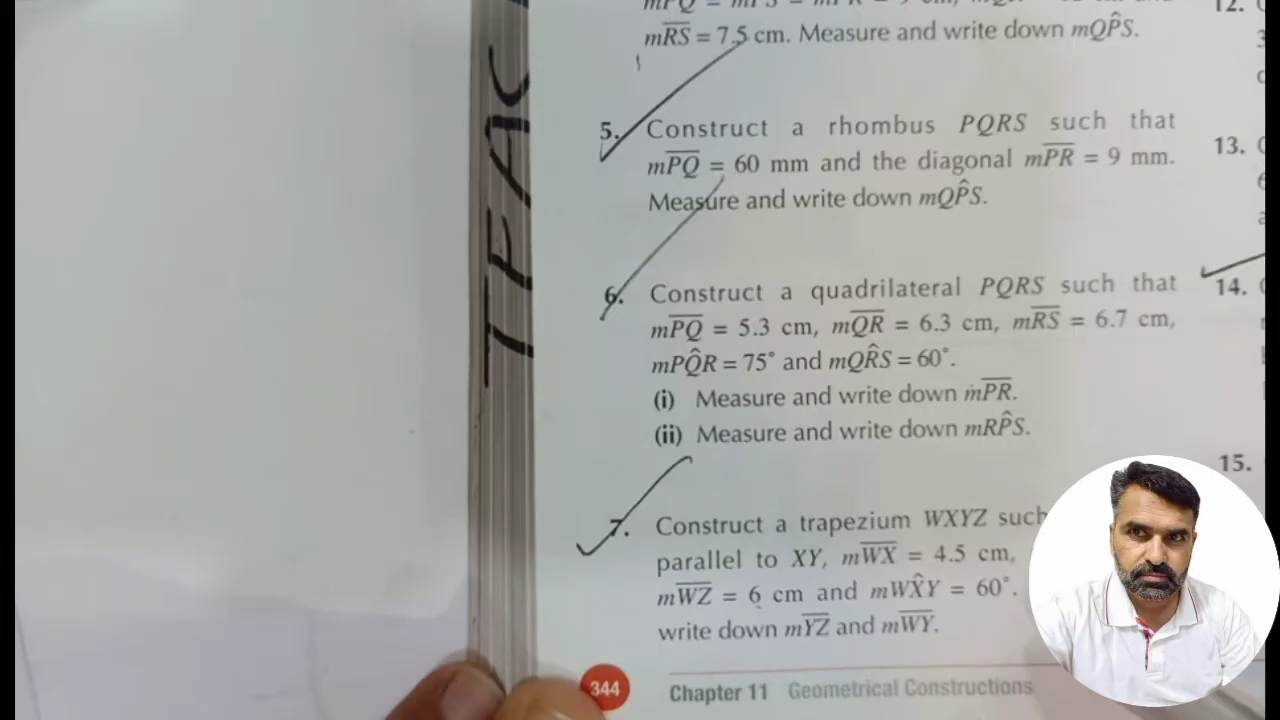 mRS = 7.5 cm. Measure and write down mQP̂S.
12.
5. Construct a rhombus PQRS such that
mPQ = 60 mm and the diagonal mPR = 9 mm.
Measure and write down mQP̂S.
13.
6. Construct a quadrilateral PQRS such that
mPQ = 5.3 cm, mQR = 6.3 cm, mRS = 6.7 cm,
mPQ̂R = 75° and mQR̂S = 60°.
(i) Measure and write down mPR.
(ii) Measure and write down mRP̂S.
14.
15.
7. Construct a trapezium WXYZ such
parallel to XY, mWX = 4.5 cm,
mWZ = 6 cm and mWX̂Y = 60°.
write down mYZ and mWY.
344 Chapter 11 Geometrical Constructions